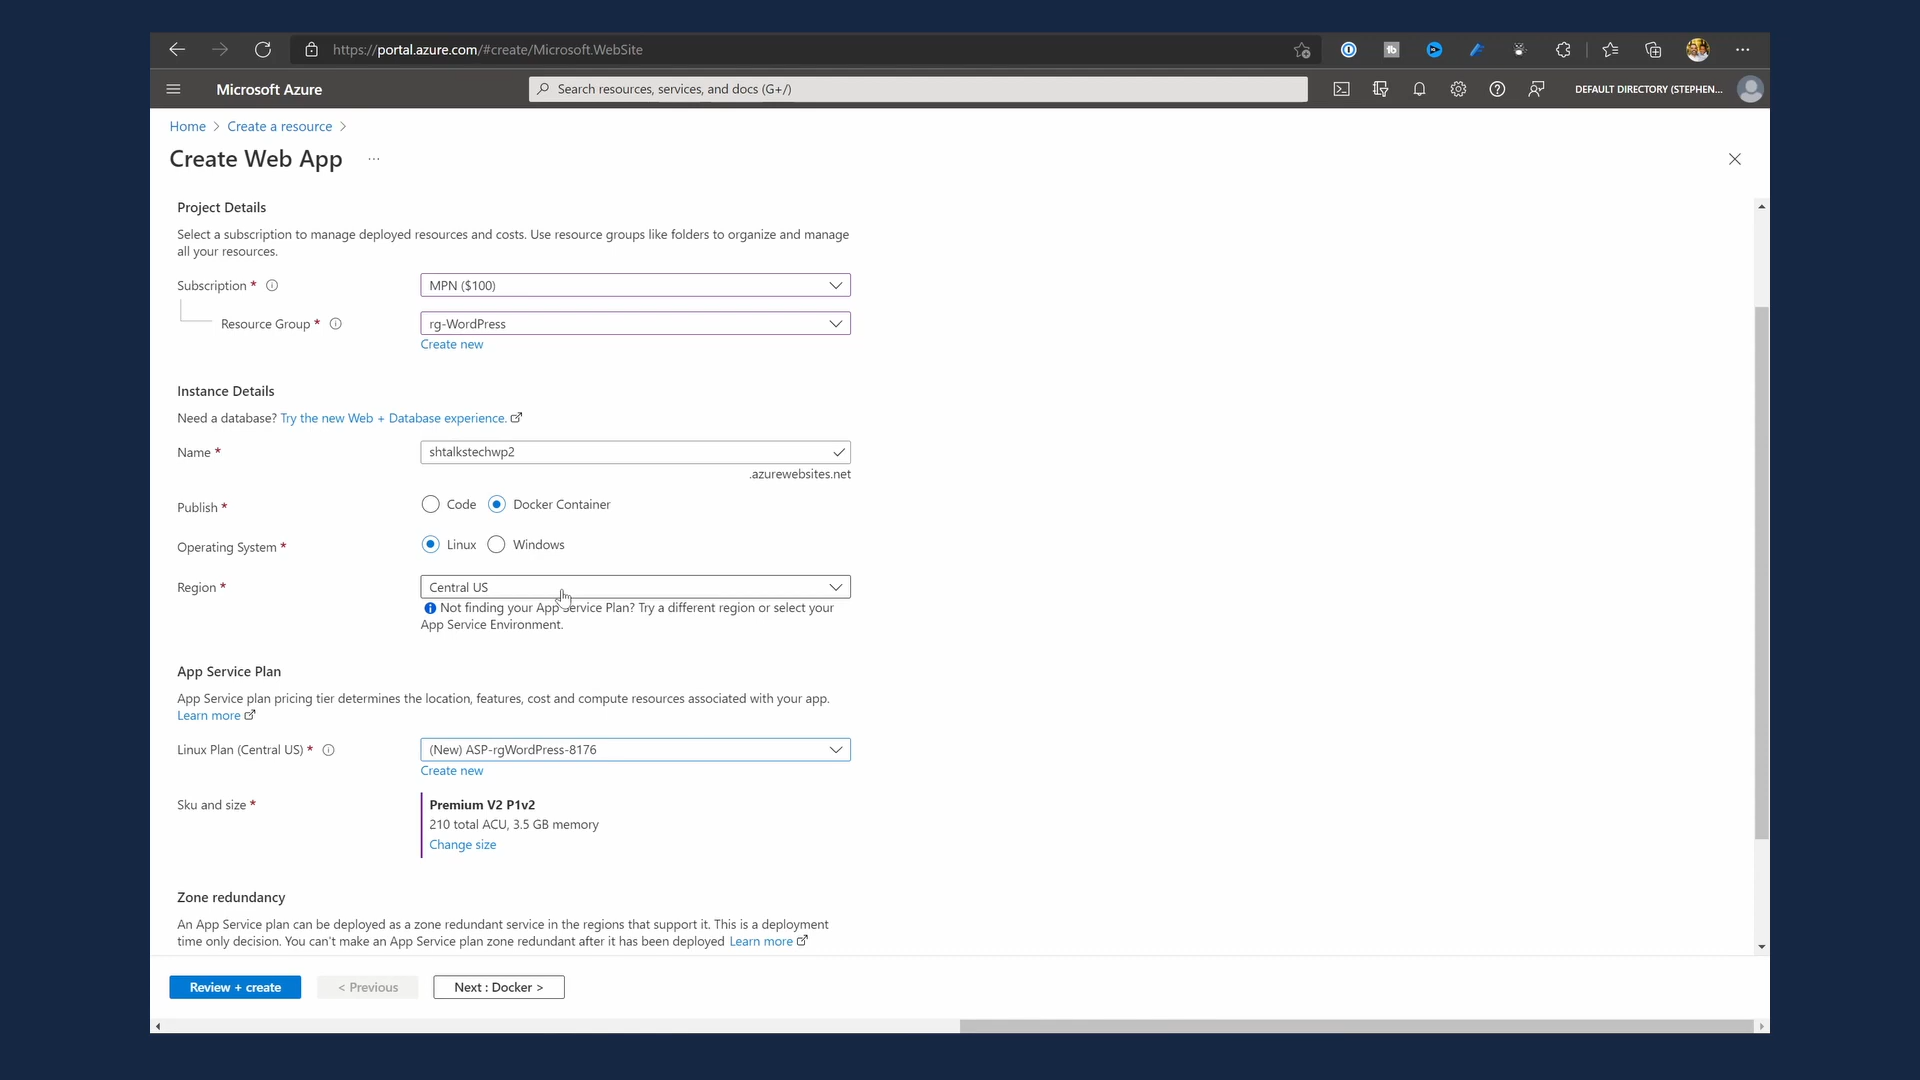 https://portal.azure.com/#create/Microsoft.WebSite
Microsoft Azure
Search resources, services, and docs (G+/)
DEFAULT DIRECTORY (STEPHEN...
Home > Create a resource >
Create Web App ...
Project Details
Select a subscription to manage deployed resources and costs. Use resource groups like folders to organize and manage
all your resources.
Subscription *
MPN ($100)
Resource Group *
rg-WordPress
Create new
Instance Details
Need a database? Try the new Web + Database experience.
Name *
shtalkstechwp2
.azurewebsites.net
Publish *
Code
Docker Container
Operating System *
Linux
Windows
Region *
Central US
Not finding your App Service Plan? Try a different region or select your
App Service Environment.
App Service Plan
App Service plan pricing tier determines the location, features, cost and compute resources associated with your app.
Learn more
Linux Plan (Central US) *
(New) ASP-rgWordPress-8176
Create new
Sku and size *
Premium V2 P1v2
210 total ACU, 3.5 GB memory
Change size
Zone redundancy
An App Service plan can be deployed as a zone redundant service in the regions that support it. This is a deployment
time only decision. You can't make an App Service plan zone redundant after it has been deployed Learn more
Review + create
< Previous
Next : Docker >